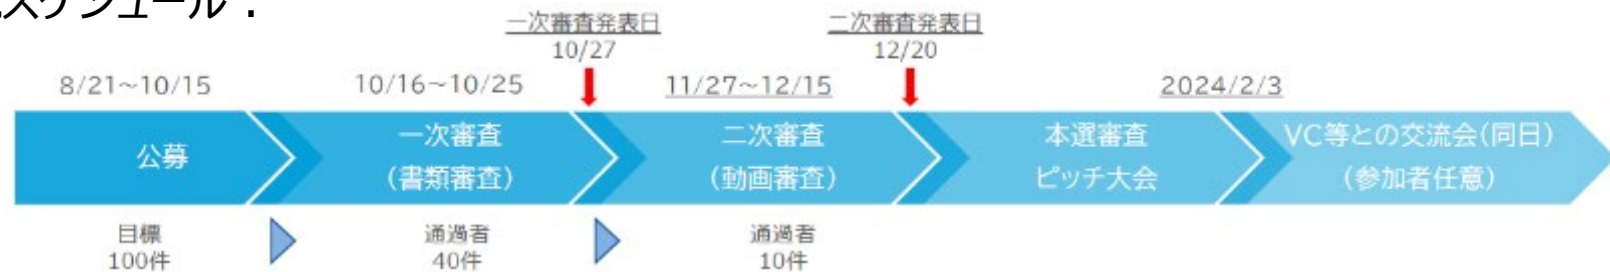 スケジュール：
一次審査発表日
10/27
二次審査発表日
12/20
8/21~10/15
10/16~10/25
11/27~12/15
2024/2/3
公募
一次審査
(書類審査)
二次審査
(動画審査)
本選審査
ピッチ大会
VC等との交流会(同日)
(参加者任意)
目標
100件
通過者
40件
通過者
10件